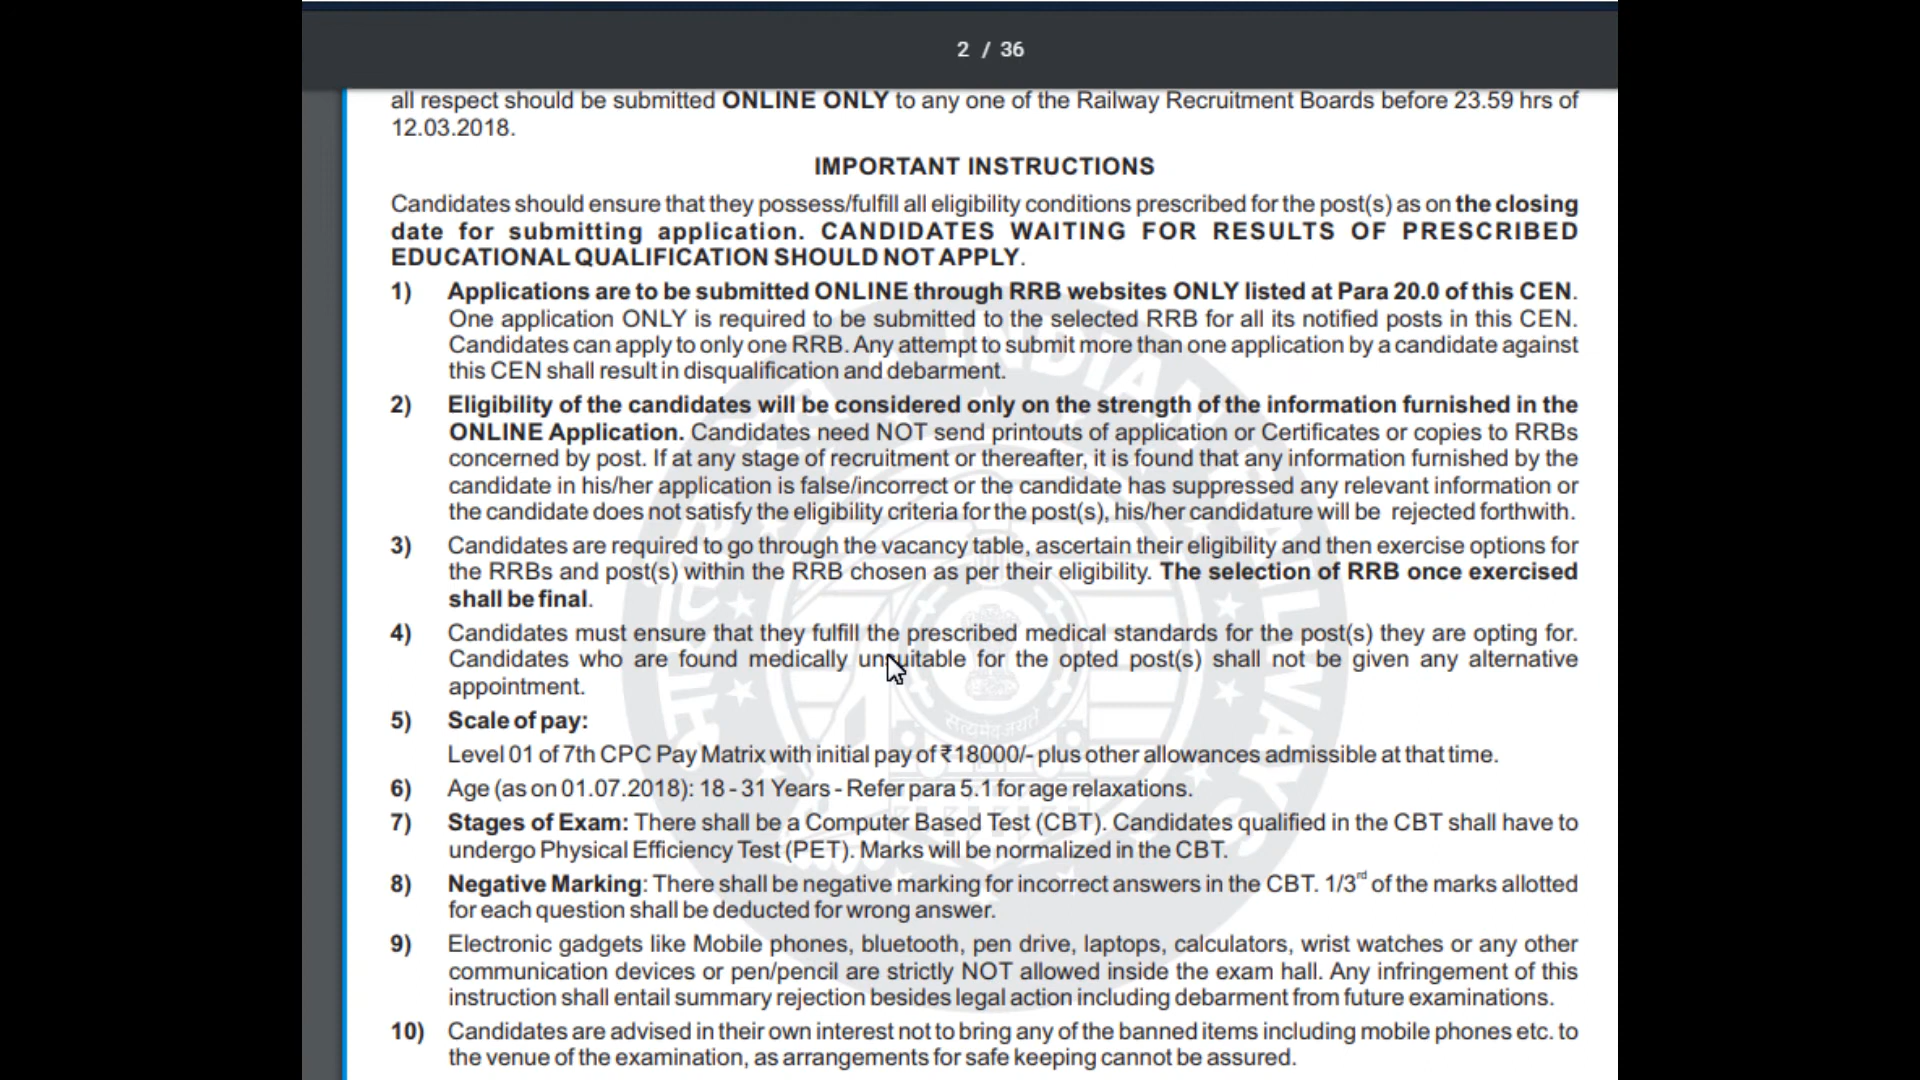 2 / 36
all respect should be submitted ONLINE ONLY to any one of the Railway Recruitment Boards before 23.59 hrs of
12.03.2018.
IMPORTANT INSTRUCTIONS
Candidates should ensure that they possess/fulfill all eligibility conditions prescribed for the post(s) as on the closing
date for submitting application. CANDIDATES WAITING FOR RESULTS OF PRESCRIBED
EDUCATIONAL QUALIFICATION SHOULD NOT APPLY.
1) Applications are to be submitted ONLINE through RRB websites ONLY listed at Para 20.0 of this CEN.
One application ONLY is required to be submitted to the selected RRB for all its notified posts in this CEN.
Candidates can apply to only one RRB. Any attempt to submit more than one application by a candidate against
this CEN shall result in disqualification and debarment.
2) Eligibility of the candidates will be considered only on the strength of the information furnished in the
ONLINE Application. Candidates need NOT send printouts of application or Certificates or copies to RRBs
concerned by post. If at any stage of recruitment or thereafter, it is found that any information furnished by the
candidate in his/her application is false/incorrect or the candidate has suppressed any relevant information or
the candidate does not satisfy the eligibility criteria for the post(s), his/her candidature will be rejected forthwith.
3) Candidates are required to go through the vacancy table, ascertain their eligibility and then exercise options for
the RRBs and post(s) within the RRB chosen as per their eligibility. The selection of RRB once exercised
shall be final.
4) Candidates must ensure that they fulfill the prescribed medical standards for the post(s) they are opting for.
Candidates who are found medically unsuitable for the opted post(s) shall not be given any alternative
appointment.
5) Scale of pay:
Level 01 of 7th CPC Pay Matrix with initial pay of ₹18000/- plus other allowances admissible at that time.
6) Age (as on 01.07.2018): 18 - 31 Years - Refer para 5.1 for age relaxations.
7) Stages of Exam: There shall be a Computer Based Test (CBT). Candidates qualified in the CBT shall have to
undergo Physical Efficiency Test (PET). Marks will be normalized in the CBT.
8) Negative Marking: There shall be negative marking for incorrect answers in the CBT. 1/3rd of the marks allotted
for each question shall be deducted for wrong answer.
9) Electronic gadgets like Mobile phones, bluetooth, pen drive, laptops, calculators, wrist watches or any other
communication devices or pen/pencil are strictly NOT allowed inside the exam hall. Any infringement of this
instruction shall entail summary rejection besides legal action including debarment from future examinations.
10) Candidates are advised in their own interest not to bring any of the banned items including mobile phones etc. to
the venue of the examination, as arrangements for safe keeping cannot be assured.
INDIAN RAILWAYS
सत्यमेव जयते